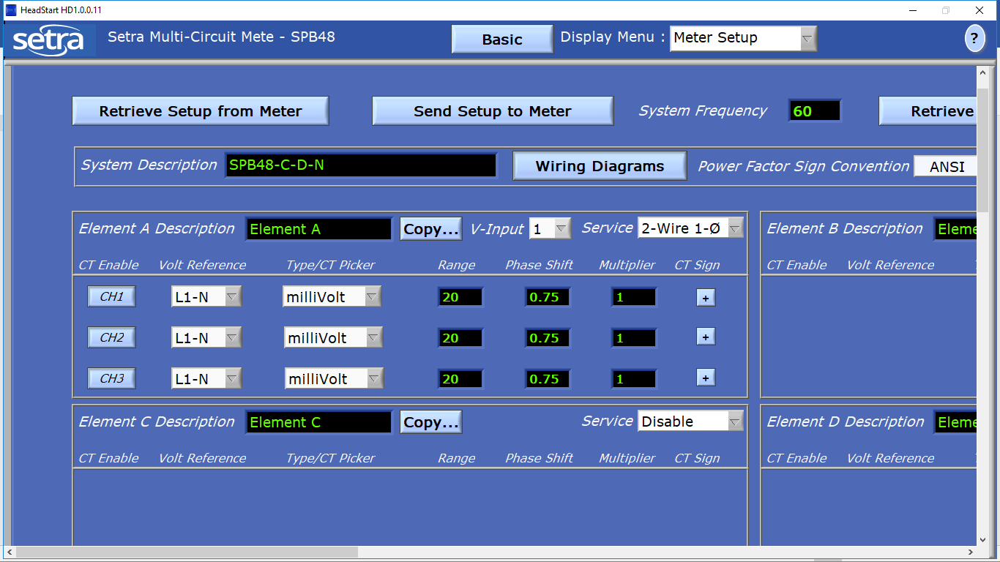 HeadStart HD1.0.0.11
setra Setra Multi-Circuit Mete - SPB48 Basic Display Menu : Meter Setup ?
Retrieve Setup from Meter Send Setup to Meter System Frequency 60 Retrieve
System Description SPB48-C-D-N Wiring Diagrams Power Factor Sign Convention ANSI
Element A Description Element A Copy... V-Input 1 Service 2-Wire 1-Ø Element B Description Eleme
CT Enable Volt Reference Type/CT Picker Range Phase Shift Multiplier CT Sign CT Enable Volt Reference
CH1 L1-N milliVolt 20 0.75 1 +
CH2 L1-N milliVolt 20 0.75 1 +
CH3 L1-N milliVolt 20 0.75 1 +
Element C Description Element C Copy... Service Disable Element D Description Eleme
CT Enable Volt Reference Type/CT Picker Range Phase Shift Multiplier CT Sign CT Enable Volt Reference